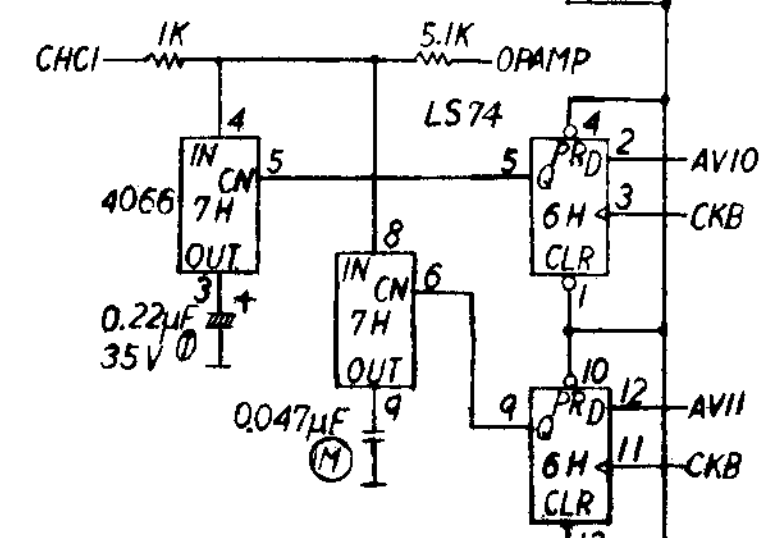 CHC1 1K 5.1K OPAMP
LS74
4 4
IN PR D 2 AV10
CN 5 5 Q
4066 7H 6H 3 CKB
OUT 8 CLR
3 + IN CN 6 1
0.22µF 7H
35V T
OUT 10
0.047µF 9 9 Q PR D 12 AV11
M 6H 11 CKB
CLR